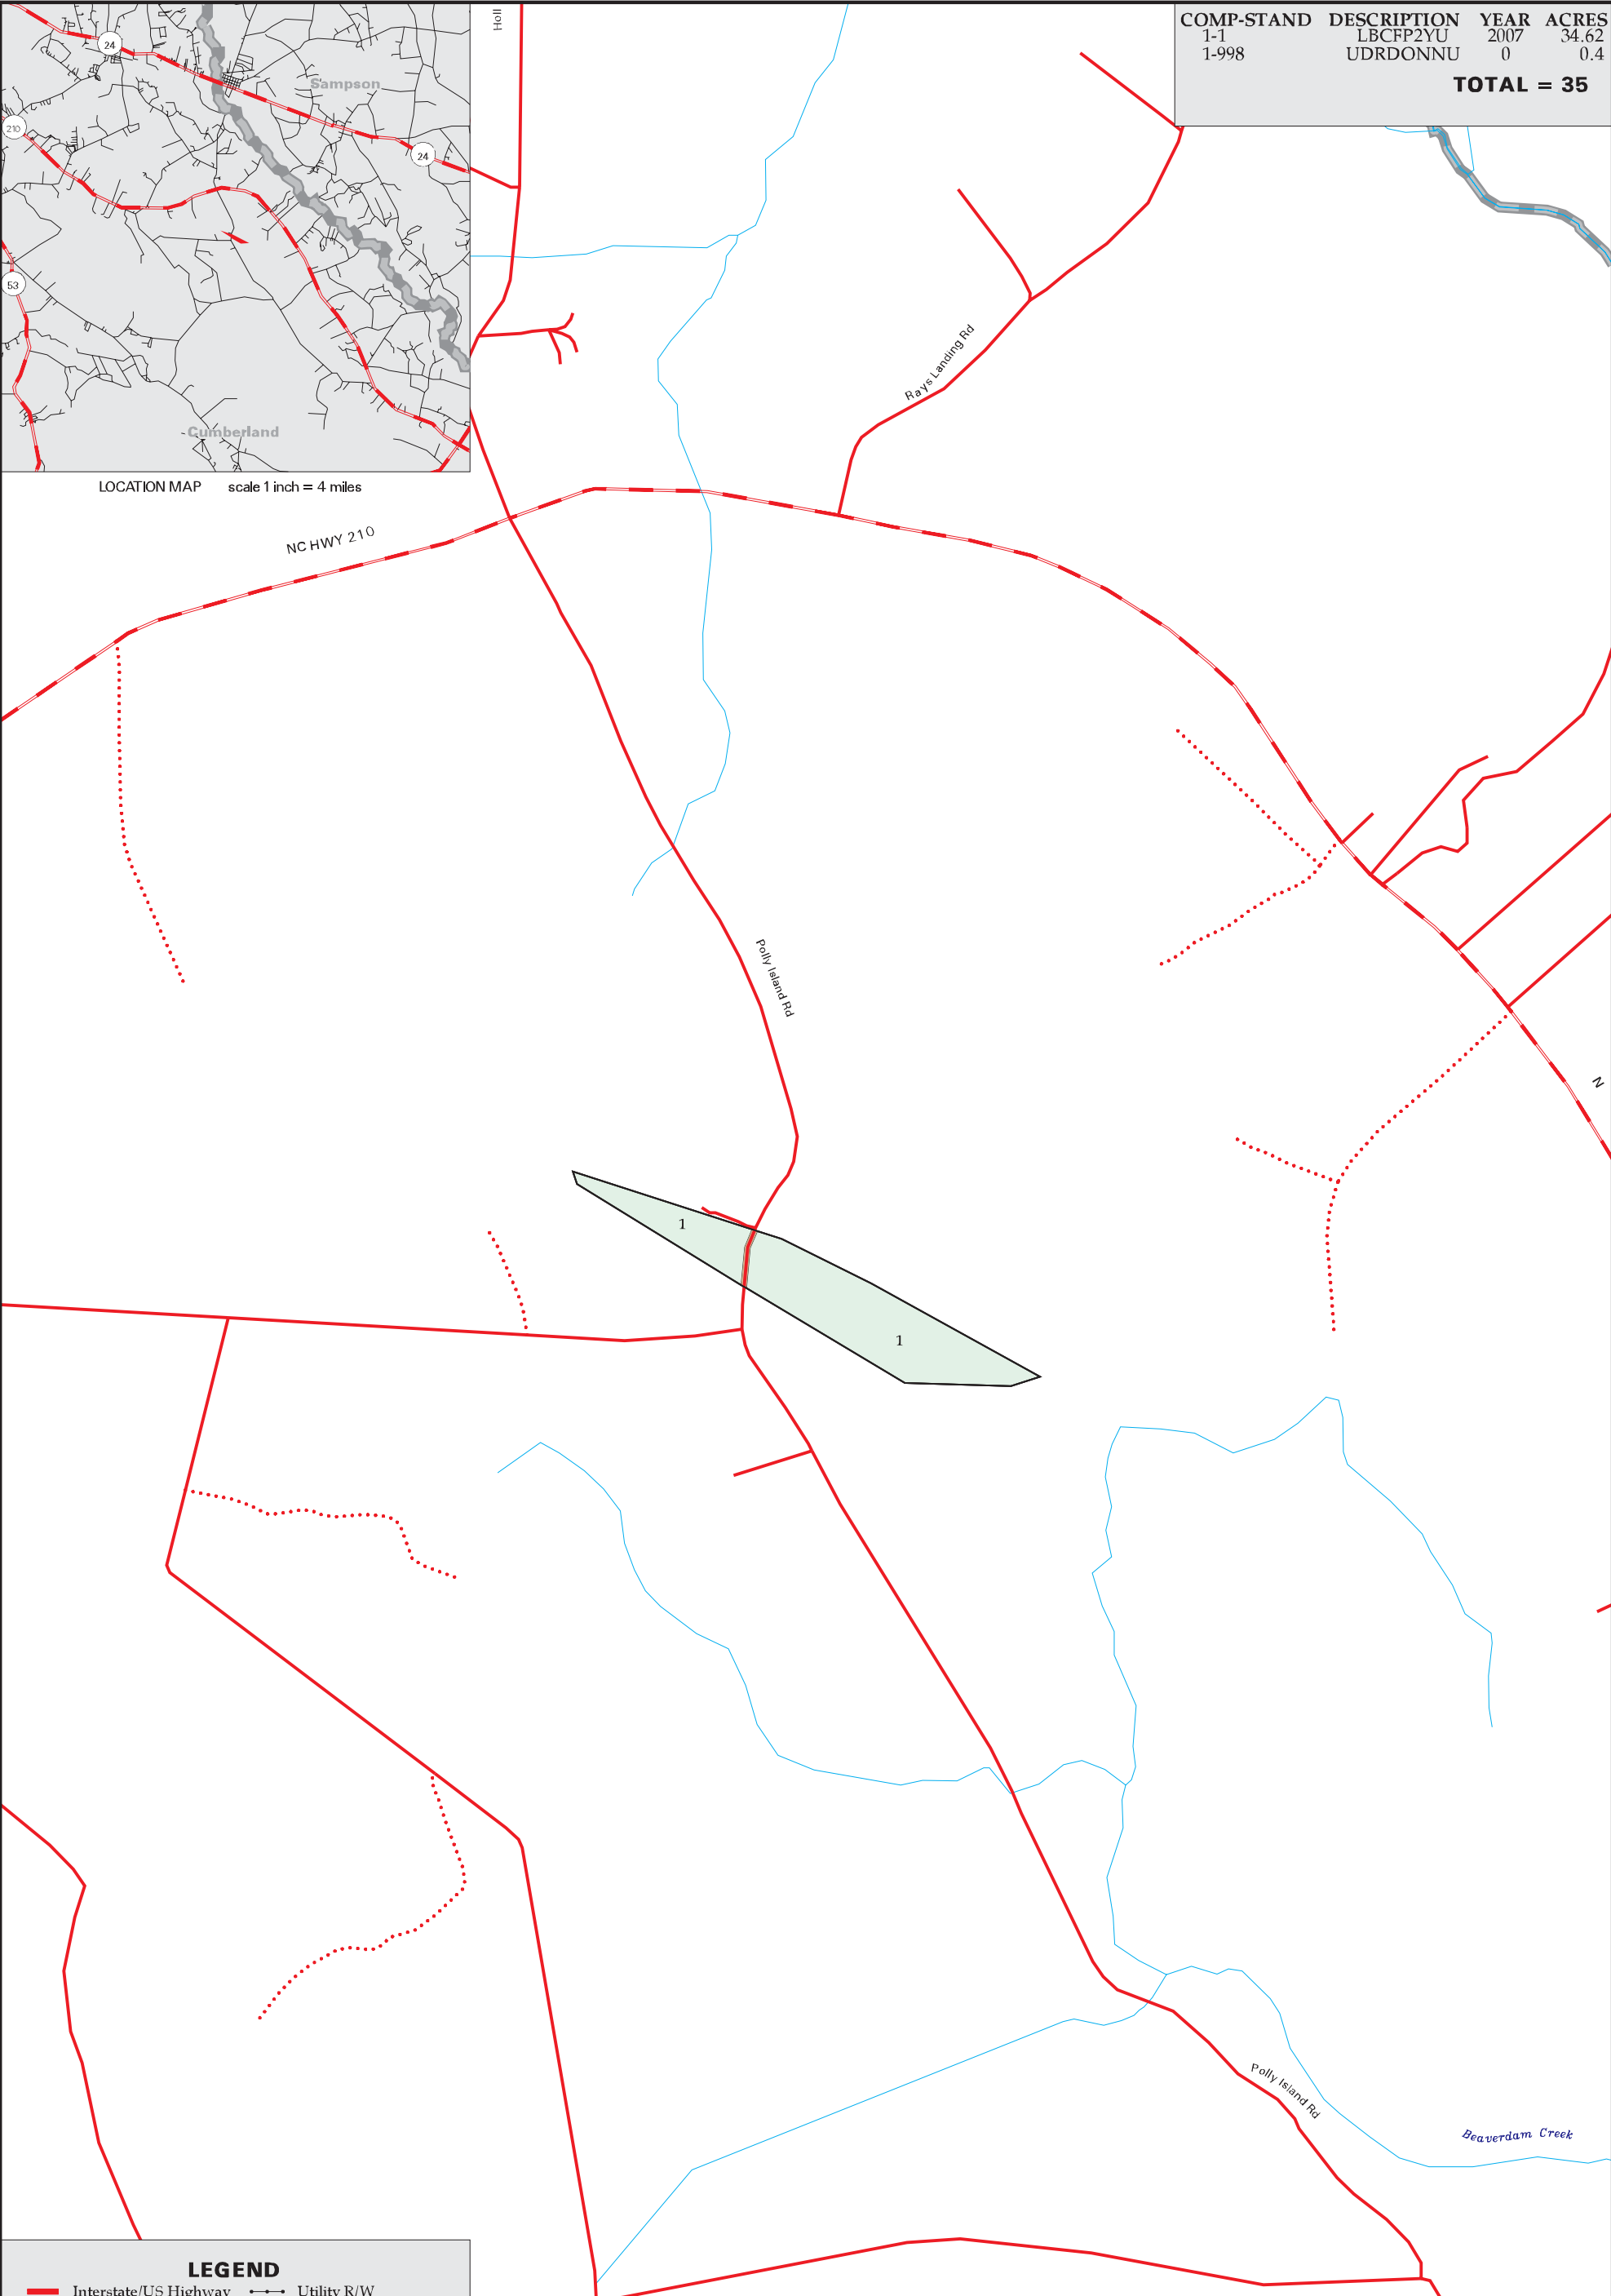 Holl
COMP-STAND DESCRIPTION YEAR ACRES
1-1 LBCFP2YU 2007 34.62
1-998 UDRDONNU 0 0.4
TOTAL = 35
24
Sampson
210
24
53
Cumberland
LOCATION MAP scale 1 inch = 4 miles
Rays Landing Rd
NC HWY 210
Polly Island Rd
N
1
1
Polly Island Rd
Beaverdam Creek
LEGEND
Interstate/US Highway Utility R/W